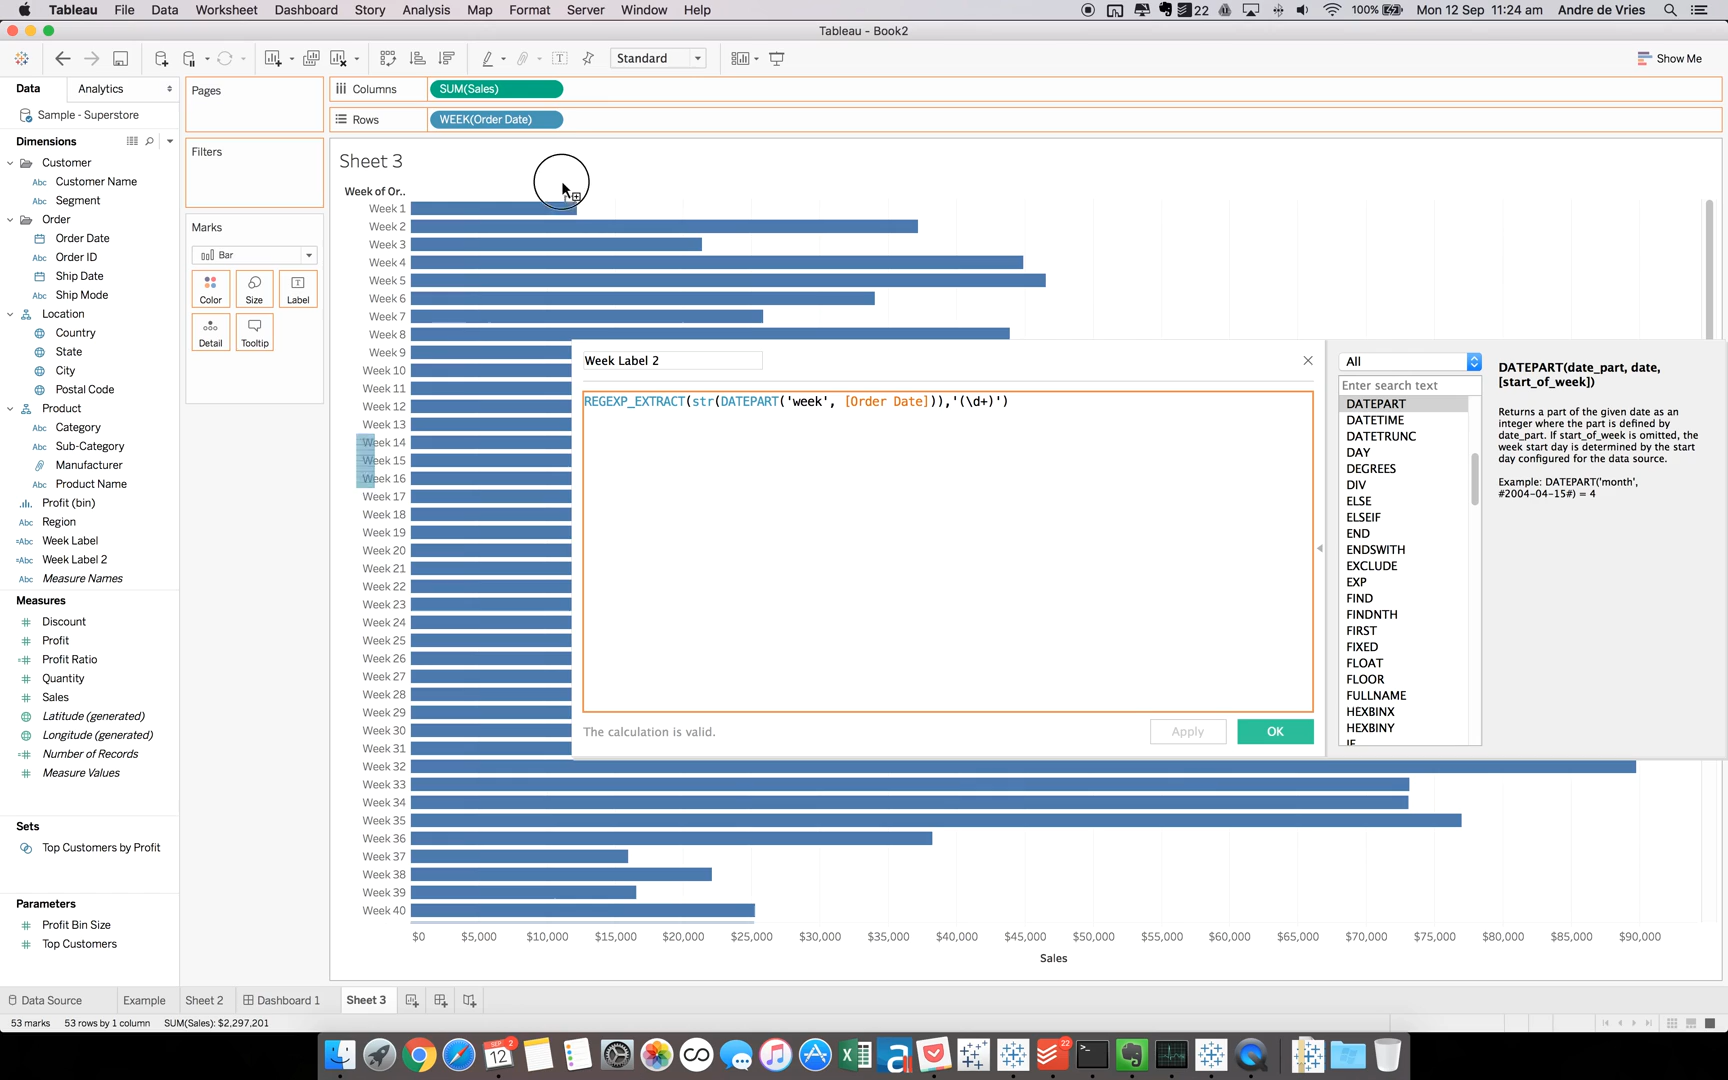 Tableau File Data Worksheet Dashboard Story Analysis Map Format Server Window Help
22
100%
Mon 12 Sep 11:24 am
Andre de Vries
Tableau - Book2
Standard
Show Me
Data
Analytics
Sample - Superstore
Dimensions
Customer
Abc Customer Name
Abc Segment
Order
Order Date
Abc Order ID
Ship Date
Abc Ship Mode
Location
Country
State
City
Postal Code
Product
Abc Category
Abc Sub-Category
Manufacturer
Abc Product Name
Profit (bin)
Abc Region
=Abc Week Label
=Abc Week Label 2
Abc Measure Names
Measures
# Discount
# Profit
=# Profit Ratio
# Quantity
# Sales
Latitude (generated)
Longitude (generated)
=# Number of Records
# Measure Values
Sets
Top Customers by Profit
Parameters
# Profit Bin Size
# Top Customers
Pages
Filters
Marks
Bar
Color
Size
Label
Detail
Tooltip
Columns
SUM(Sales)
Rows
WEEK(Order Date)
Sheet 3
Week of Or..
Week 1
Week 2
Week 3
Week 4
Week 5
Week 6
Week 7
Week 8
Week 9
Week 10
Week 11
Week 12
Week 13
Week 14
Week 15
Week 16
Week 17
Week 18
Week 19
Week 20
Week 21
Week 22
Week 23
Week 24
Week 25
Week 26
Week 27
Week 28
Week 29
Week 30
Week 31
Week 32
Week 33
Week 34
Week 35
Week 36
Week 37
Week 38
Week 39
Week 40
$0 $5,000 $10,000 $15,000 $20,000 $25,000 $30,000 $35,000 $40,000 $45,000 $50,000 $55,000 $60,000 $65,000 $70,000 $75,000 $80,000 $85,000 $90,000
Sales
Week Label 2
REGEXP_EXTRACT(str(DATEPART('week', [Order Date])),'(\d+)')
The calculation is valid.
Apply
OK
All
Enter search text
DATEPART
DATETIME
DATETRUNC
DAY
DEGREES
DIV
ELSE
ELSEIF
END
ENDSWITH
EXCLUDE
EXP
FIND
FINDNTH
FIRST
FIXED
FLOAT
FLOOR
FULLNAME
HEXBINX
HEXBINY
IF
DATEPART(date_part, date,
[start_of_week])
Returns a part of the given date as an
integer where the part is defined by
date_part. If start_of_week is omitted, the
week start day is determined by the start
day configured for the data source.
Example: DATEPART('month',
#2004-04-15#) = 4
Data Source
Example
Sheet 2
Dashboard 1
Sheet 3
53 marks 53 rows by 1 column SUM(Sales): $2,297,201
SEP
2
12
22